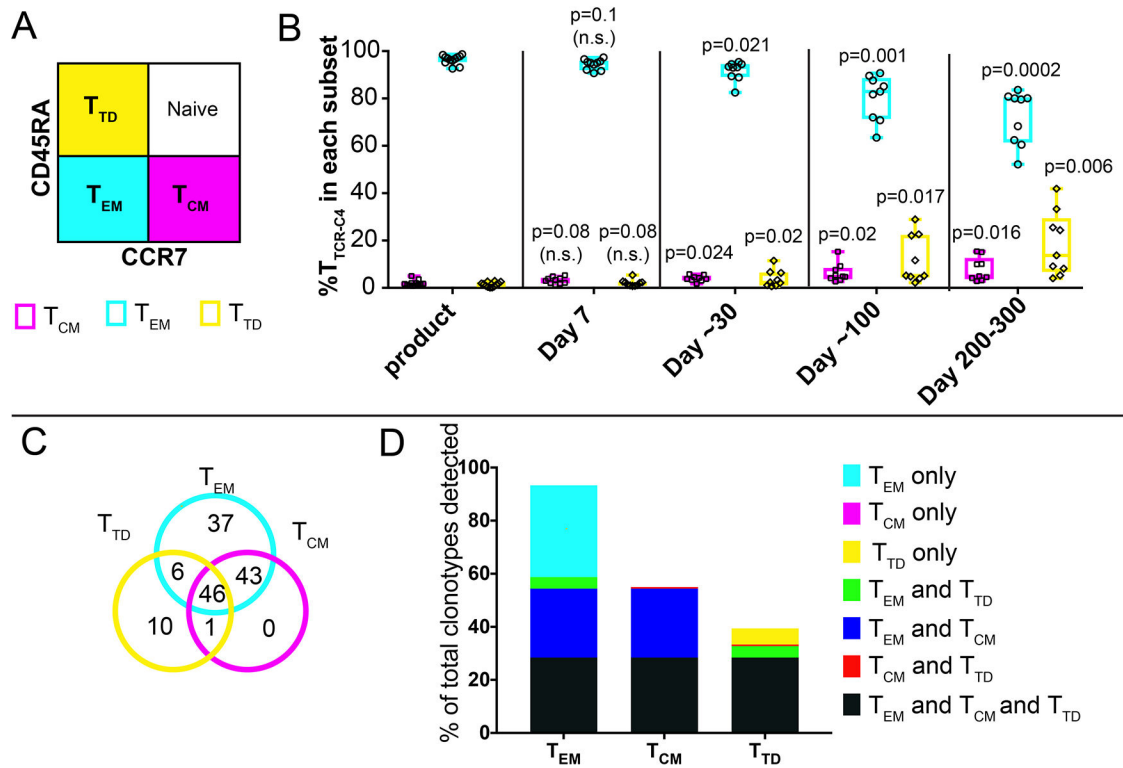 A
CD45RA
T_TD
Naive
T_EM
T_CM
CCR7
T_CM
T_EM
T_TD
B
%T_TCR-C4 in each subset
100
80
60
40
20
0
p=0.1
(n.s.)
p=0.08
(n.s.)
p=0.08
(n.s.)
p=0.021
p=0.024
p=0.02
p=0.001
p=0.02
p=0.017
p=0.0002
p=0.016
p=0.006
product
Day 7
Day ~30
Day ~100
Day 200-300
C
T_EM
T_TD
T_CM
37
6
43
46
10
1
0
D
% of total clonotypes detected
100
80
60
40
20
0
T_EM
T_CM
T_TD
T_EM only
T_CM only
T_TD only
T_EM and T_TD
T_EM and T_CM
T_CM and T_TD
T_EM and T_CM and T_TD